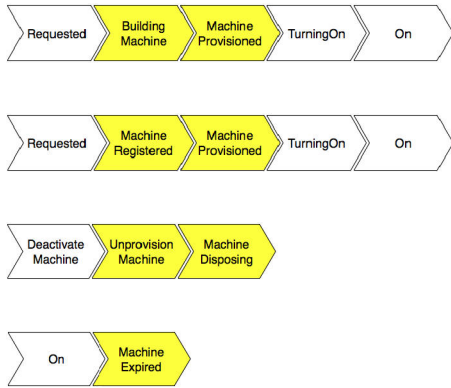 Requested
Building
Machine
Machine
Provisioned
TurningOn
On
Requested
Machine
Registered
Machine
Provisioned
TurningOn
On
Deactivate
Machine
Unprovision
Machine
Machine
Disposing
On
Machine
Expired